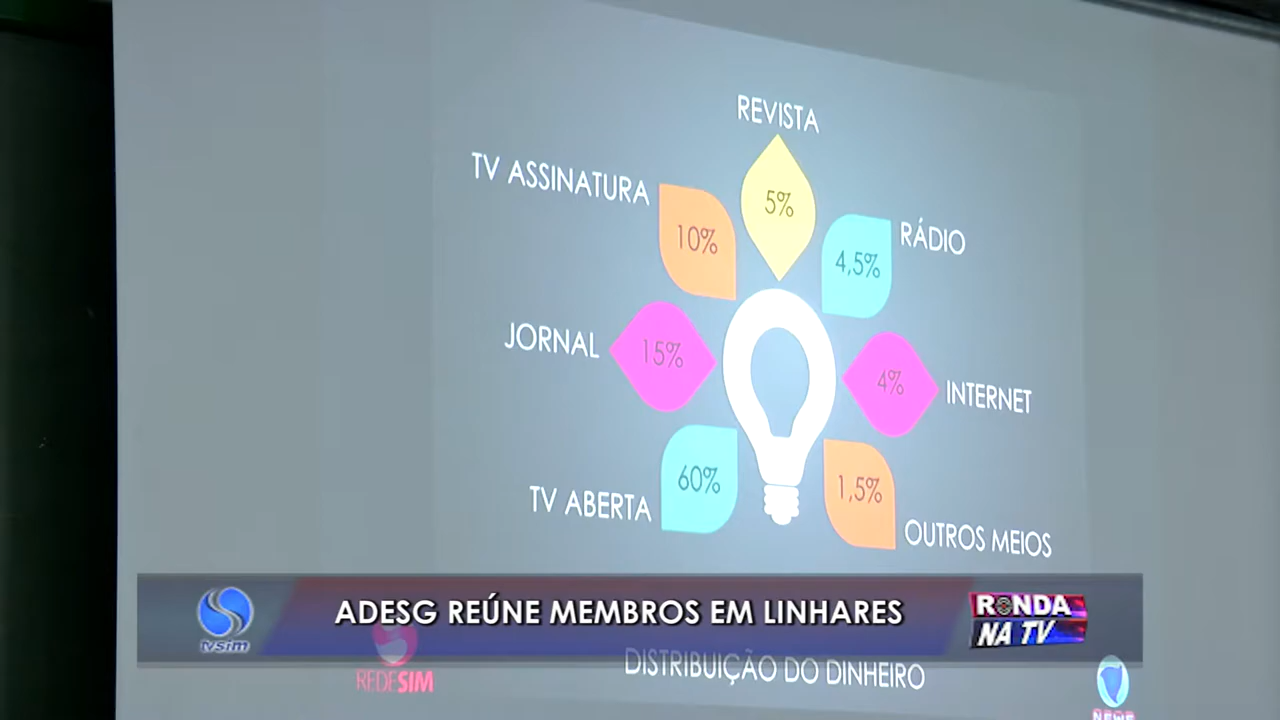 REVISTA
TV ASSINATURA
5%
10%
RÁDIO
4,5%
JORNAL
15%
4%
INTERNET
60%
1,5%
TV ABERTA
OUTROS MEIOS
tvsim
ADESG REÚNE MEMBROS EM LINHARES
RONDA
NA TV
REDESIM
DISTRIBUIÇÃO DO DINHEIRO
NEWS